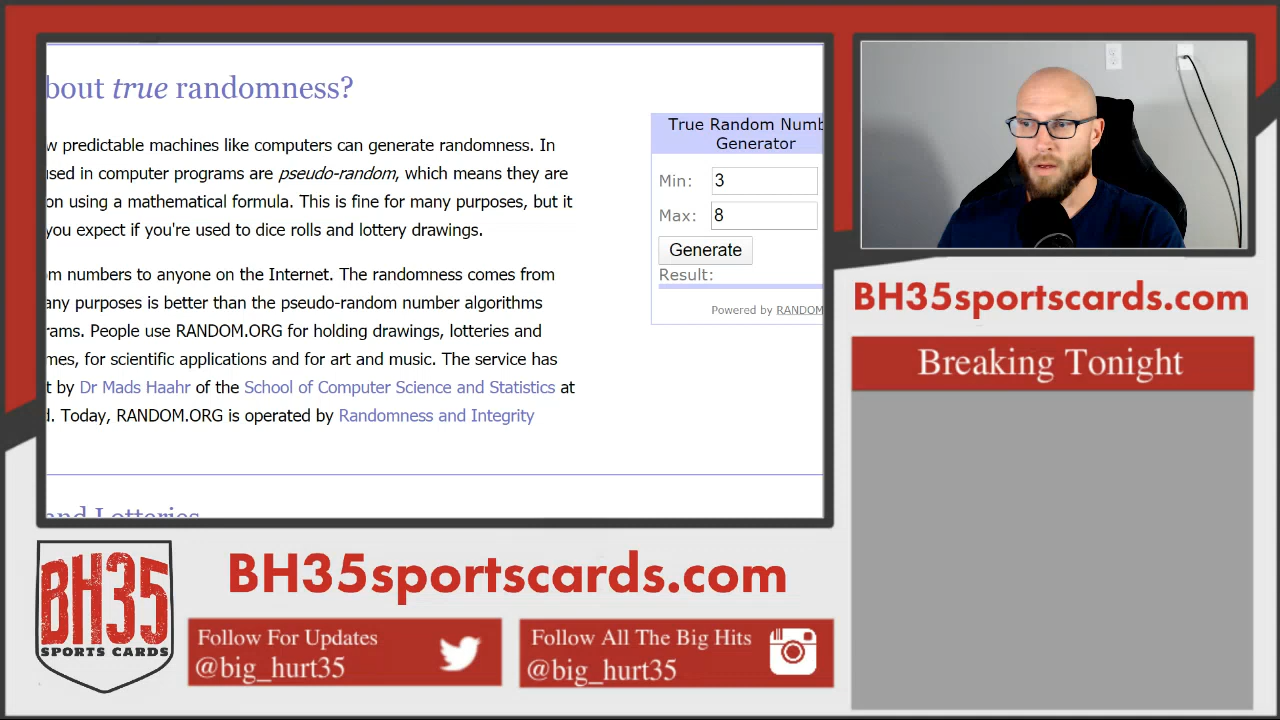 bout true randomness?
w predictable machines like computers can generate randomness. In
used in computer programs are pseudo-random, which means they are
on using a mathematical formula. This is fine for many purposes, but it
you expect if you're used to dice rolls and lottery drawings.
m numbers to anyone on the Internet. The randomness comes from
any purposes is better than the pseudo-random number algorithms
rams. People use RANDOM.ORG for holding drawings, lotteries and
mes, for scientific applications and for art and music. The service has
t by Dr Mads Haahr of the School of Computer Science and Statistics at
d. Today, RANDOM.ORG is operated by Randomness and Integrity
and Lotteries
True Random Numb
Generator
Min: 3
Max: 8
Generate
Result:
Powered by RANDOM
BH35sportscards.com
Breaking Tonight
BH35
SPORTS CARDS
BH35sportscards.com
Follow For Updates
@big_hurt35
Follow All The Big Hits
@big_hurt35